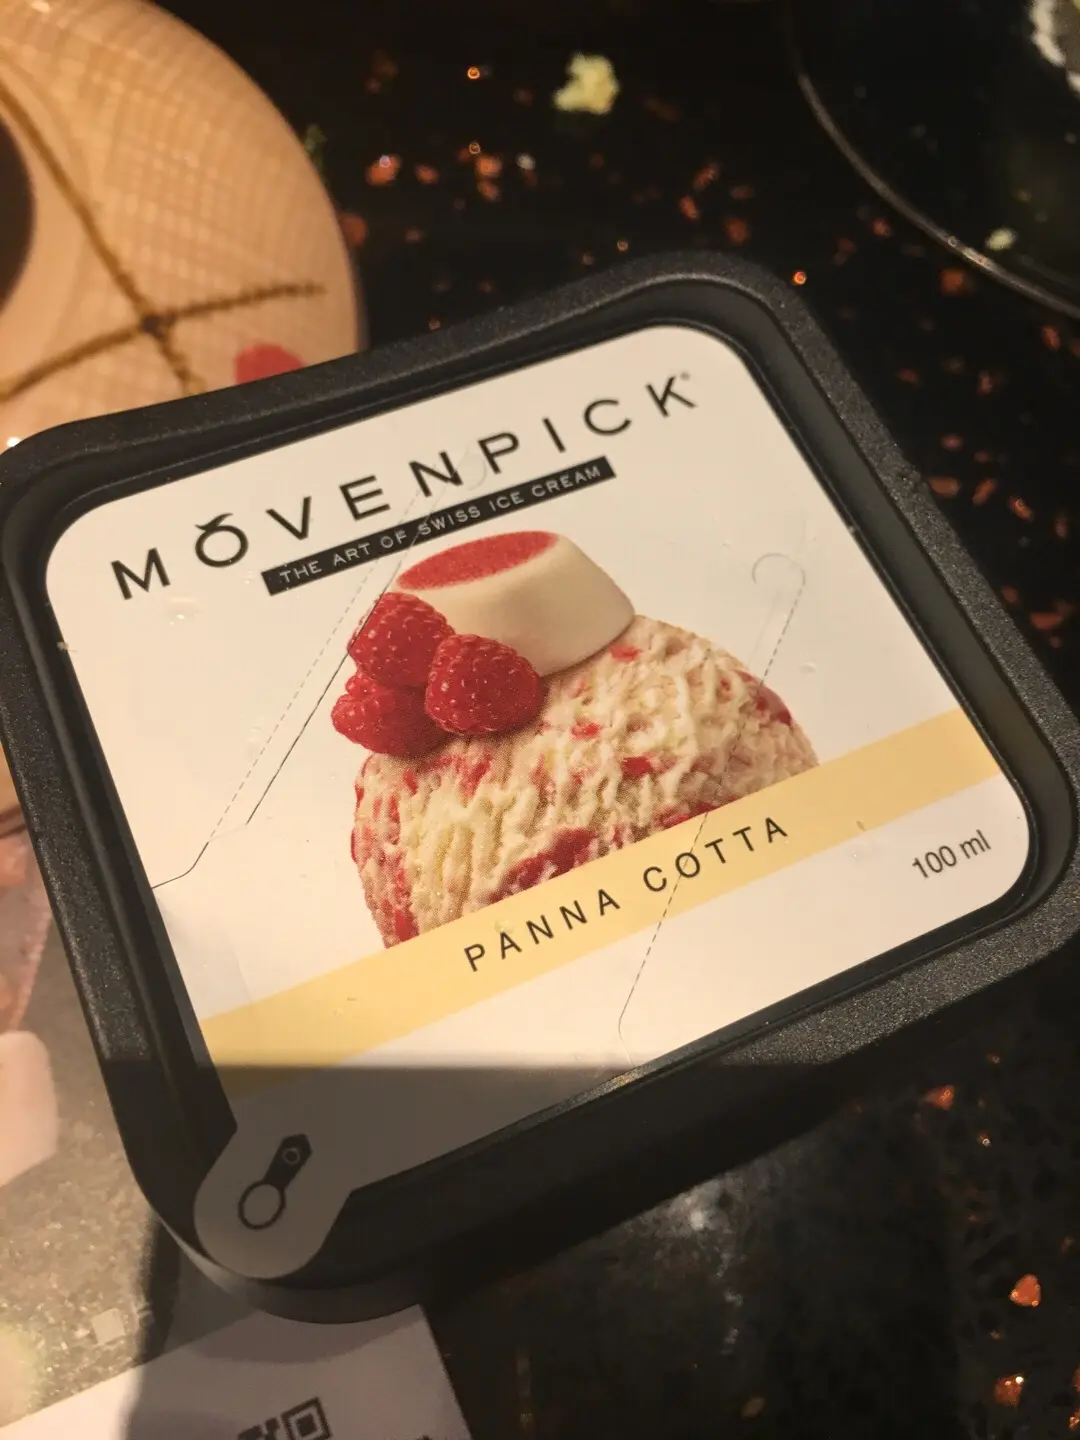 MÖVENPICK®
THE ART OF SWISS ICE CREAM
PANNA COTTA
100 ml